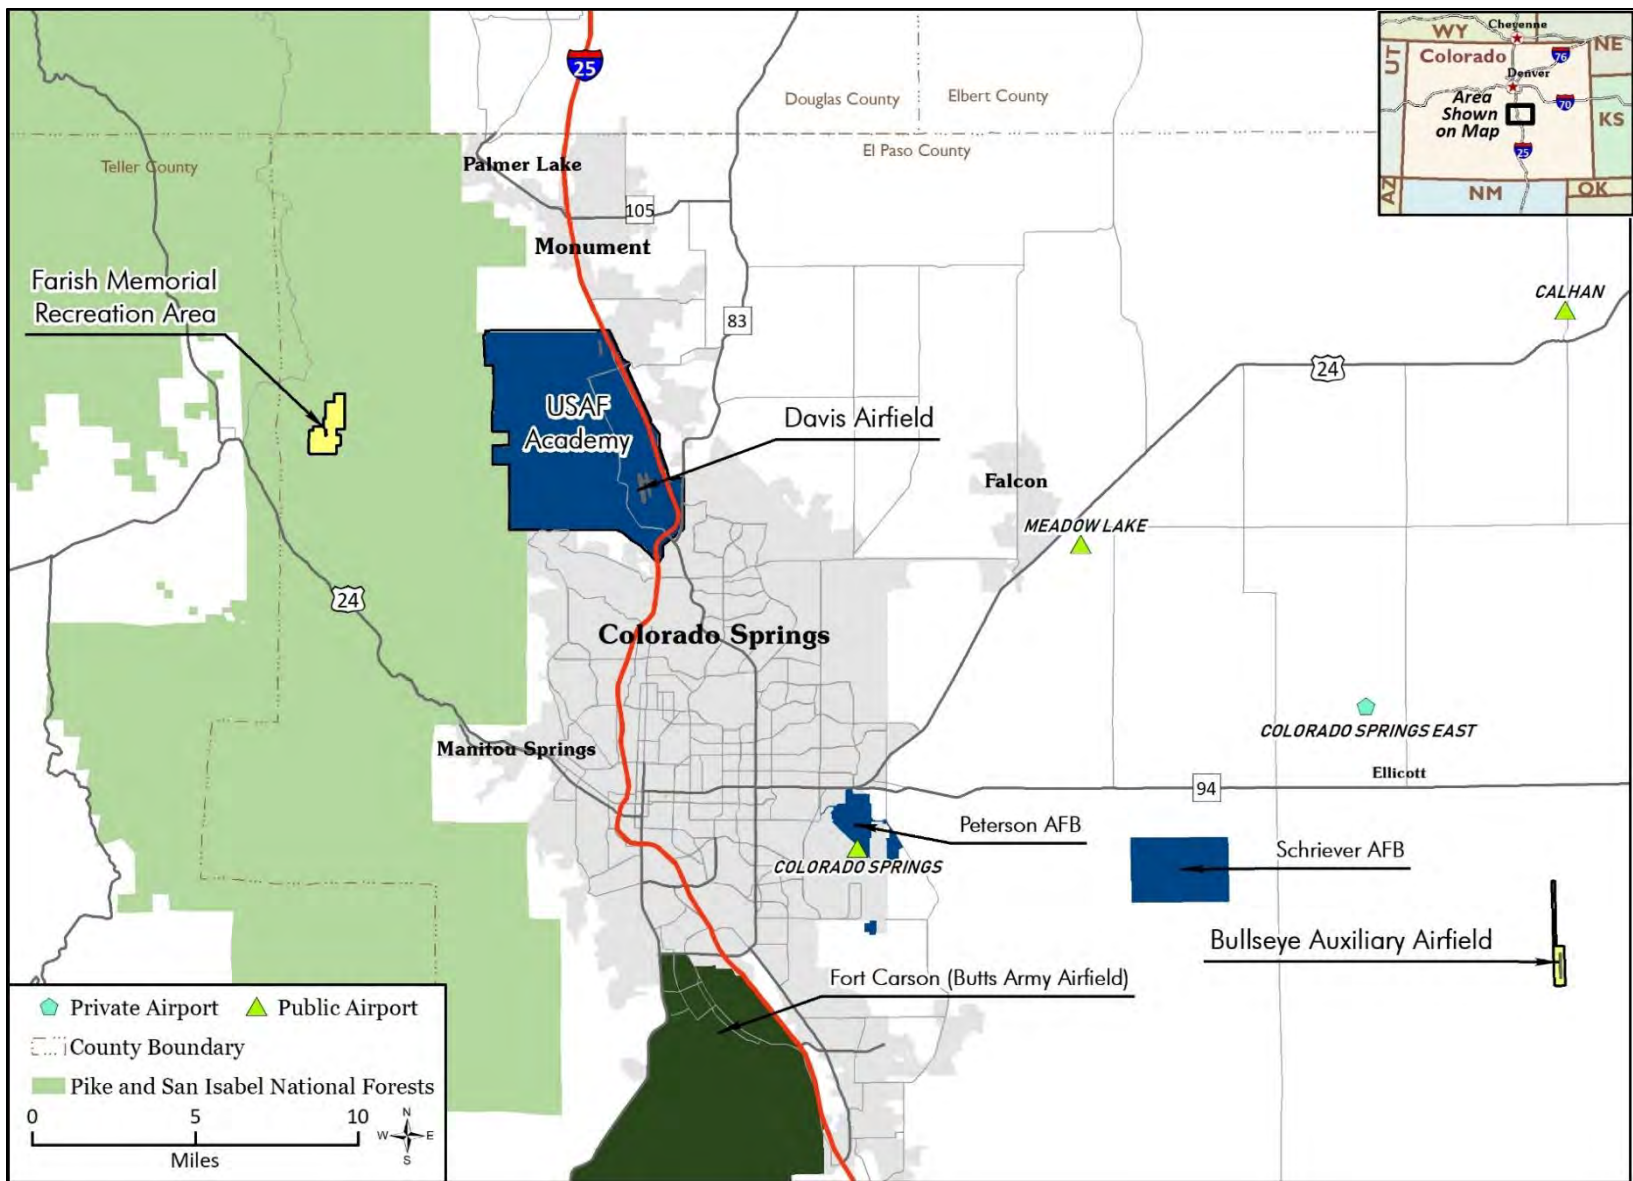 25
Douglas County
Elbert County
El Paso County
Teller County
Palmer Lake
105
Monument
Farish Memorial
Recreation Area
83
USAF
Academy
Davis Airfield
Falcon
MEADOW LAKE
CALHAN
24
24
Colorado Springs
Manitou Springs
COLORADO SPRINGS EAST
Ellicott
94
Peterson AFB
COLORADO SPRINGS
Schriever AFB
Bullseye Auxiliary Airfield
Fort Carson (Butts Army Airfield)
Cheyenne
WY
NE
UT
Colorado
76
Denver
Area
Shown
on Map
70
KS
25
AZ
NM
OK
Private Airport
Public Airport
County Boundary
Pike and San Isabel National Forests
0 5 10
Miles
N
W E
S